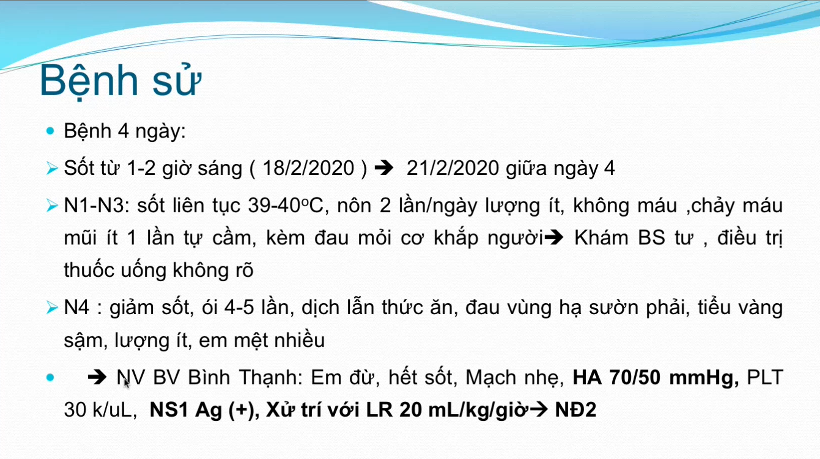 Bệnh sử
• Bệnh 4 ngày:
➢ Sốt từ 1-2 giờ sáng ( 18/2/2020 ) ➔ 21/2/2020 giữa ngày 4
➢ N1-N3: sốt liên tục 39-40ºC, nôn 2 lần/ngày lượng ít, không máu ,chảy máu
mũi ít 1 lần tự cầm, kèm đau mỏi cơ khắp người➔ Khám BS tư , điều trị
thuốc uống không rõ
➢ N4 : giảm sốt, ói 4-5 lần, dịch lẫn thức ăn, đau vùng hạ sườn phải, tiểu vàng
sậm, lượng ít, em mệt nhiều
• ➔ NV BV Bình Thạnh: Em đừ, hết sốt, Mạch nhẹ, HA 70/50 mmHg, PLT
30 k/uL, NS1 Ag (+), Xử trí với LR 20 mL/kg/giờ➔ NĐ2